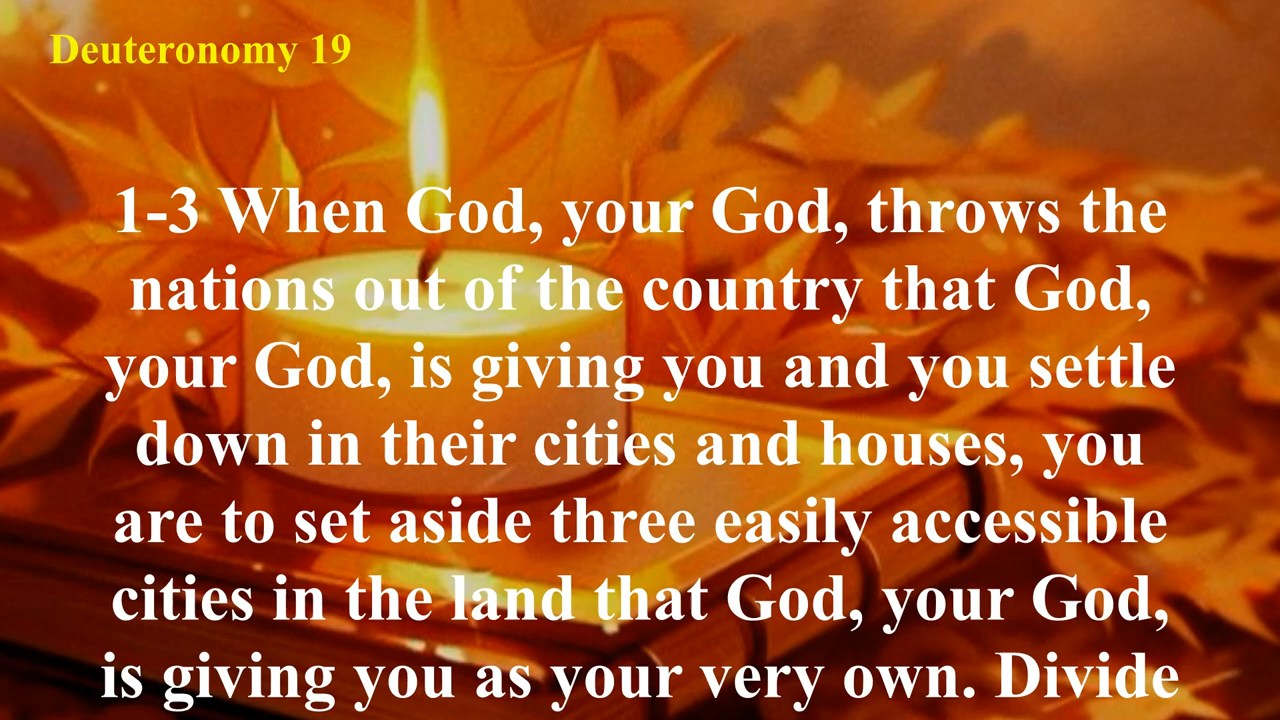 Deuteronomy 19
1-3 When God, your God, throws the
nations out of the country that God,
your God, is giving you and you settle
down in their cities and houses, you
are to set aside three easily accessible
cities in the land that God, your God,
is giving you as your very own. Divide